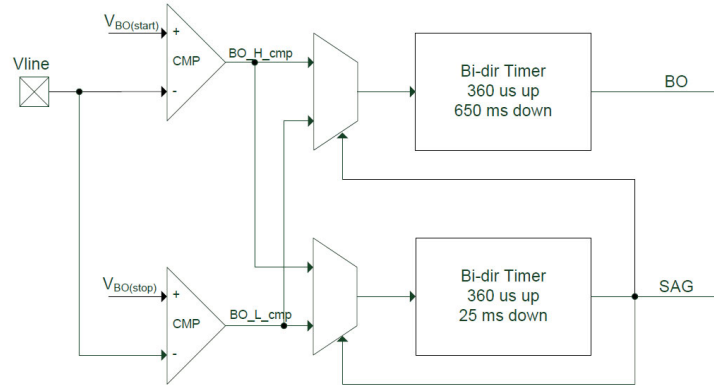 VBO(start)
+
BO_H_cmp
Vline
CMP
-
Bi-dir Timer
360 us up
650 ms down
BO
VBO(stop)
+
BO_L_cmp
CMP
-
Bi-dir Timer
360 us up
25 ms down
SAG